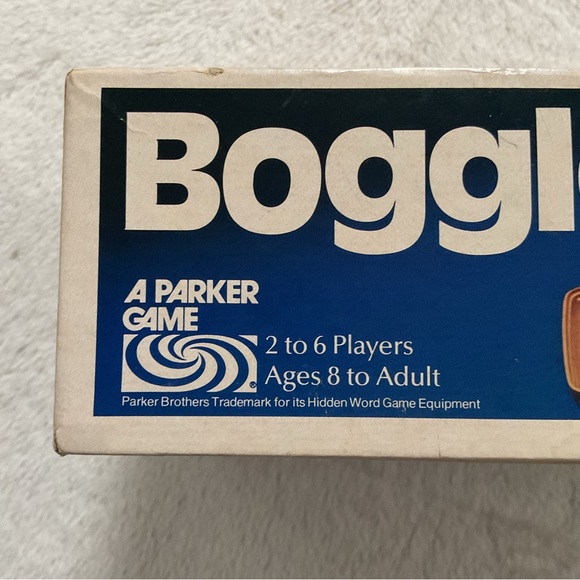 Boggle
A PARKER
GAME
2 to 6 Players
Ages 8 to Adult
Parker Brothers Trademark for its Hidden Word Game Equipment